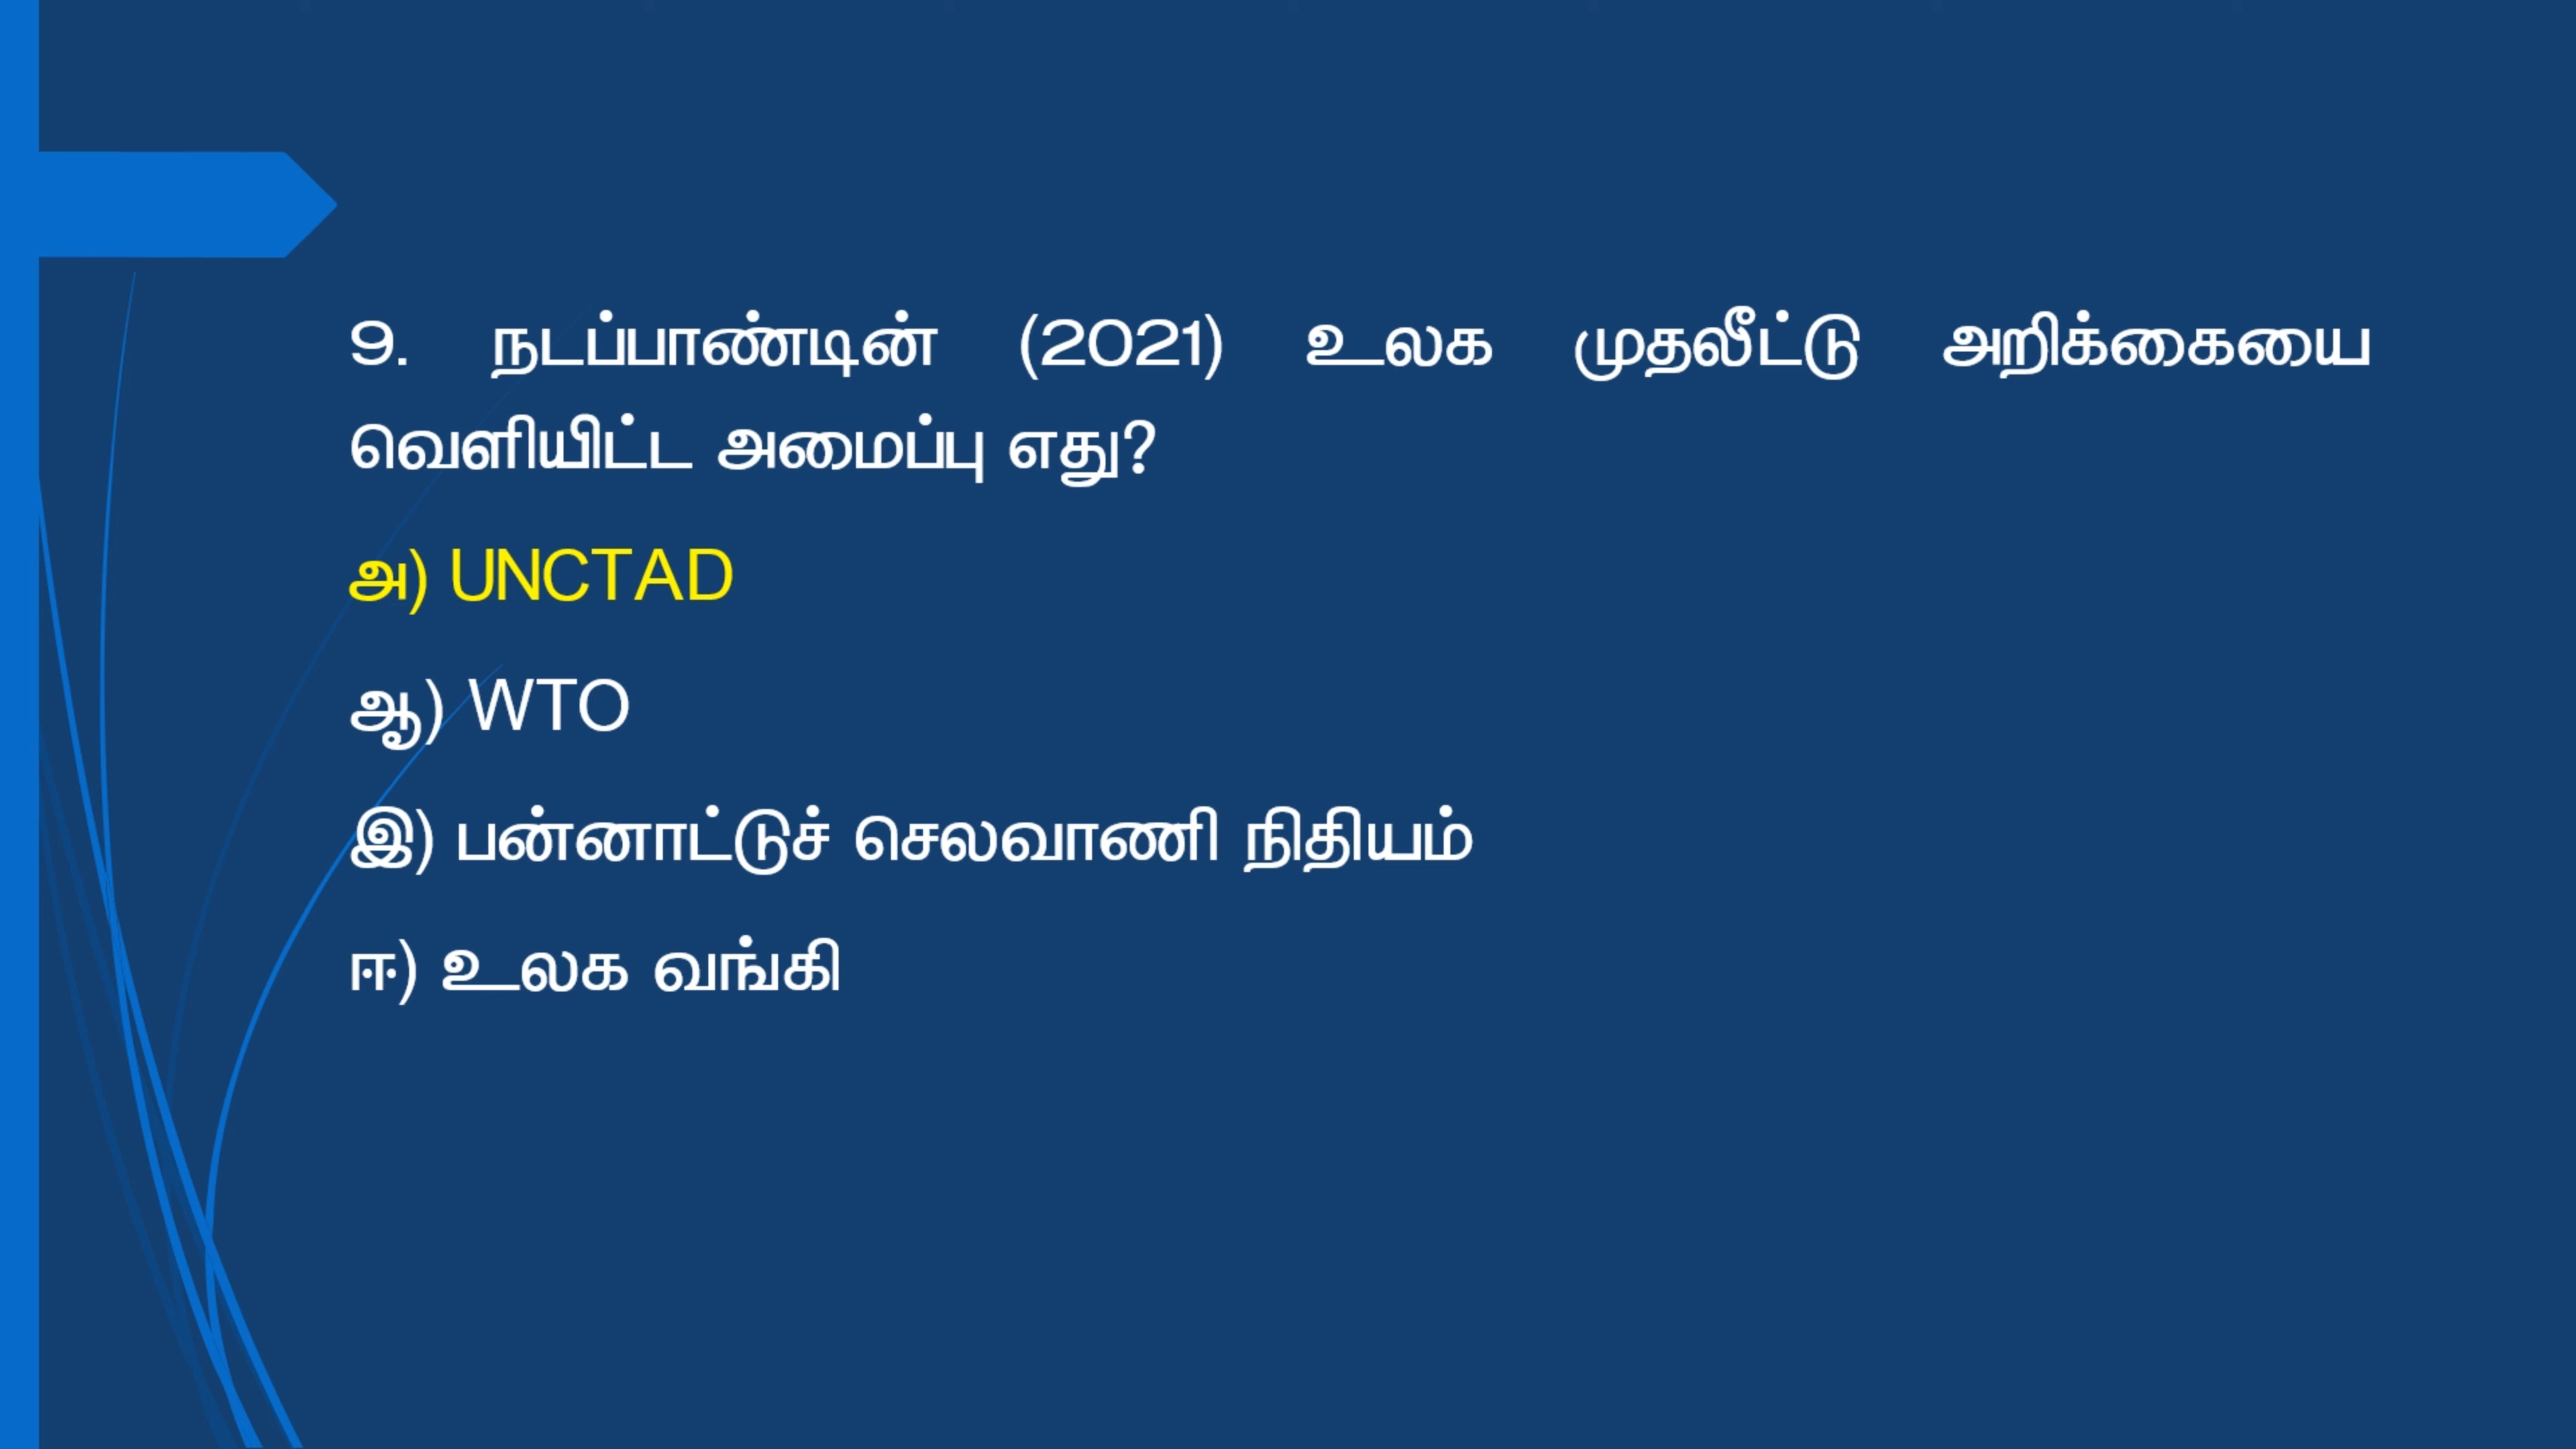 9. நடப்பாண்டின் (2021) உலக முதலீட்டு அறிக்கையை
வெளியிட்ட அமைப்பு எது?
அ) UNCTAD
ஆ) WTO
இ) பன்னாட்டுச் செலவாணி நிதியம்
ஈ) உலக வங்கி